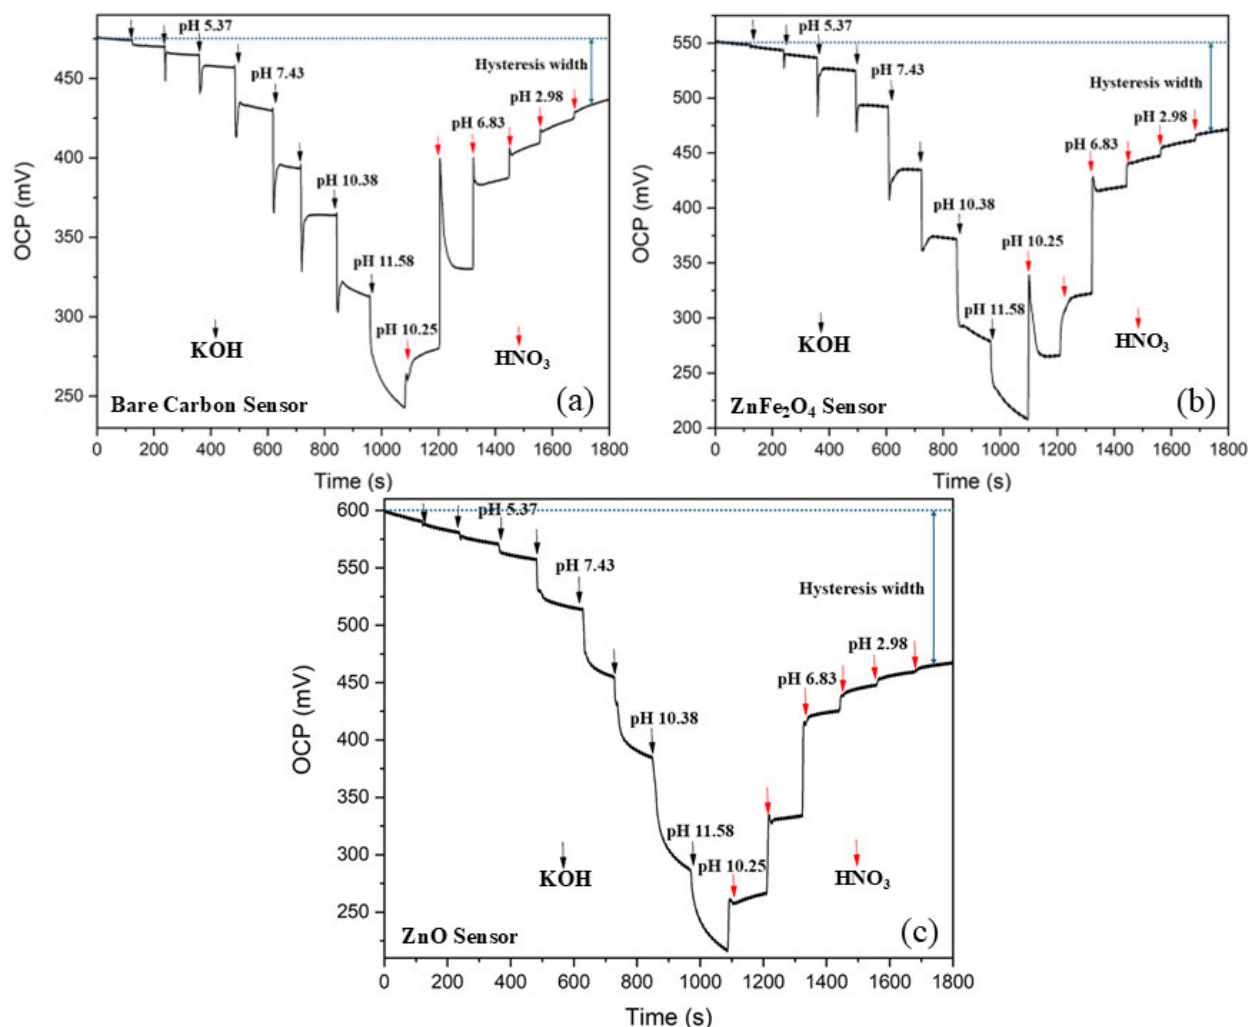 pH 5.37
pH 7.43
pH 10.38
pH 11.58
pH 10.25
pH 6.83
pH 2.98
Hysteresis width
KOH
HNO₃
Bare Carbon Sensor
(a)
OCP (mV)
450
400
350
300
250
0 200 400 600 800 1000 1200 1400 1600 1800
Time (s)
pH 5.37
pH 7.43
pH 10.38
pH 11.58
pH 10.25
pH 6.83
pH 2.98
Hysteresis width
KOH
HNO₃
ZnFe₂O₄ Sensor
(b)
OCP (mV)
550
500
450
400
350
300
250
200
0 200 400 600 800 1000 1200 1400 1600 1800
Time (s)
pH 5.37
pH 7.43
pH 10.38
pH 11.58
pH 10.25
pH 6.83
pH 2.98
Hysteresis width
KOH
HNO₃
ZnO Sensor
(c)
OCP (mV)
600
550
500
450
400
350
300
250
0 200 400 600 800 1000 1200 1400 1600 1800
Time (s)